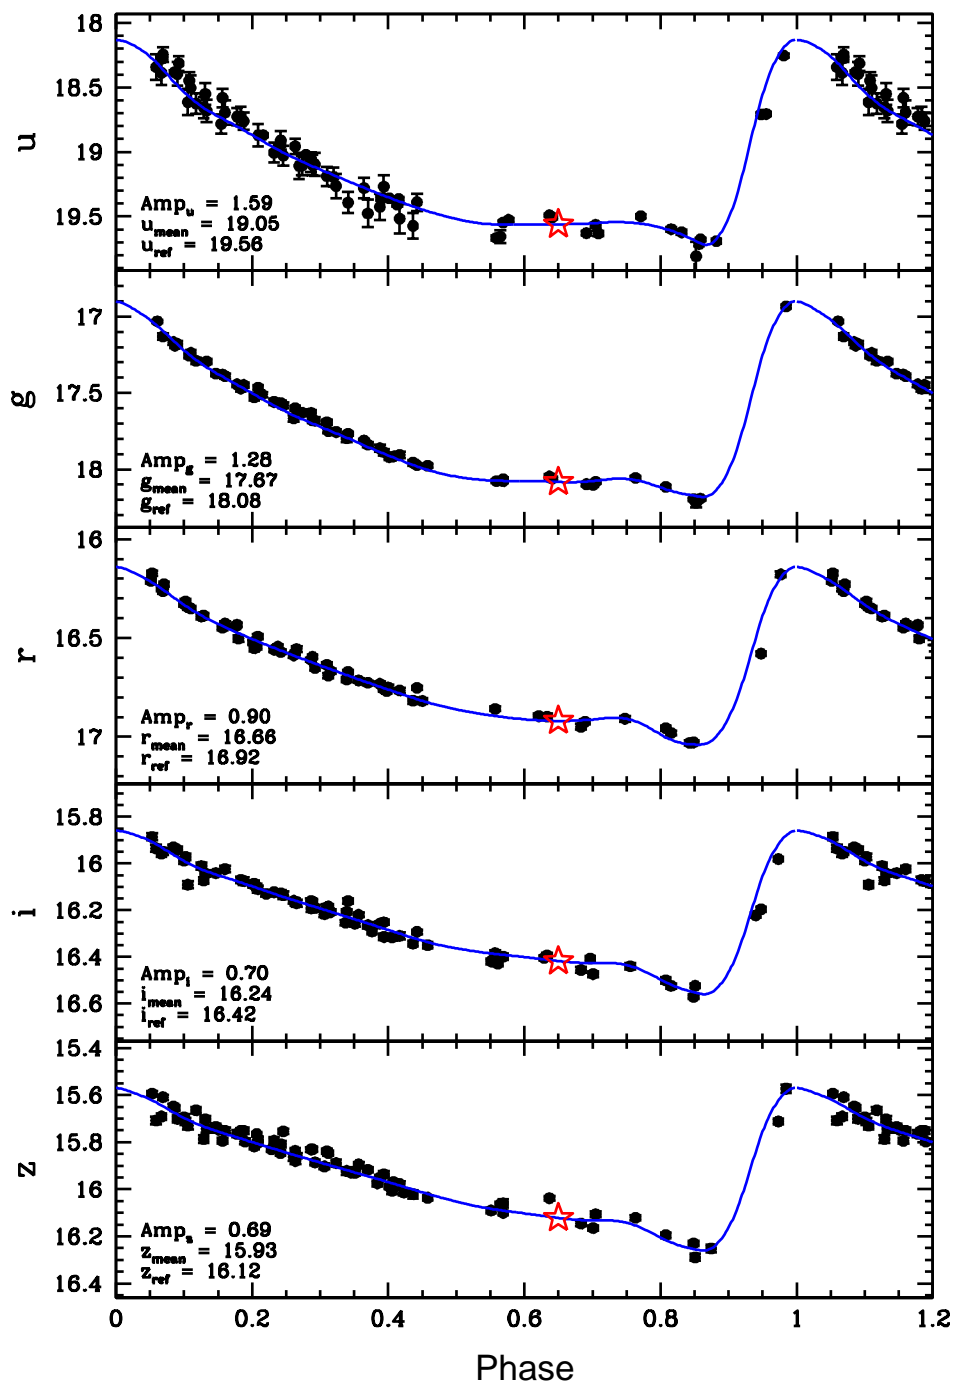 18
18.5
19
19.5
u
Amp_u = 1.59
u_mean = 19.05
u_ref = 19.56
17
17.5
18
g
Amp_g = 1.28
g_mean = 17.67
g_ref = 18.08
16
16.5
17
r
Amp_r = 0.90
r_mean = 16.66
r_ref = 16.92
15.8
16
16.2
16.4
16.6
i
Amp_i = 0.70
i_mean = 16.24
i_ref = 16.42
15.4
15.6
15.8
16
16.2
16.4
z
Amp_z = 0.69
z_mean = 15.93
z_ref = 16.12
0 0.2 0.4 0.6 0.8 1 1.2
Phase